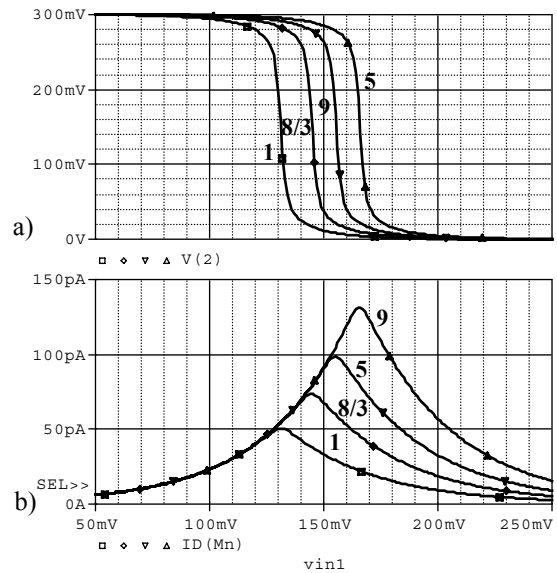 300mV
200mV
100mV
0V
a)
1
8/3
9
5
V(2)
150pA
100pA
50pA
SEL>>
0A
b)
9
5
8/3
1
50mV
100mV
150mV
200mV
250mV
ID(Mn)
vin1